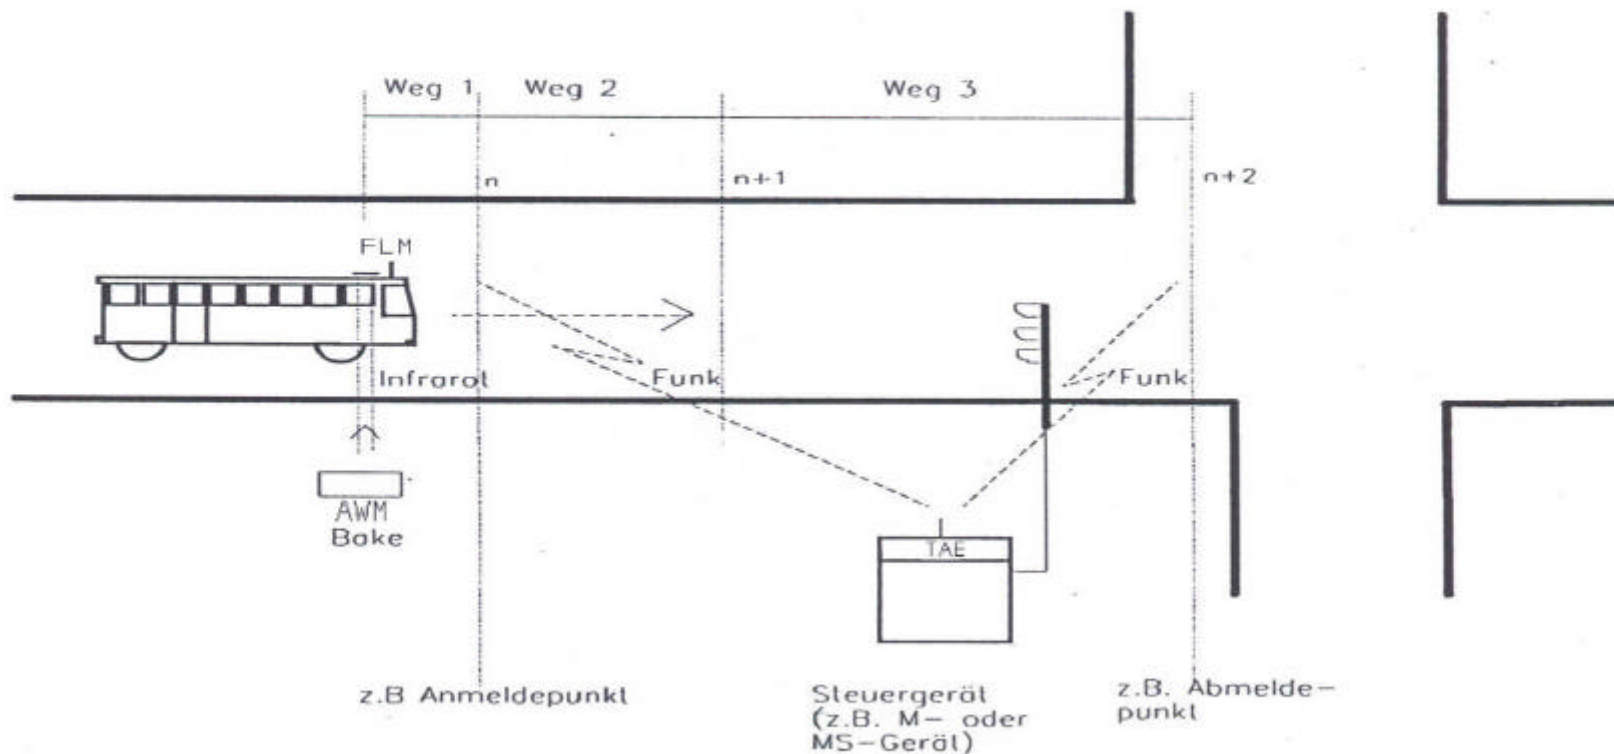 Weg 1
Weg 2
Weg 3
n
n+1
n+2
FLM
Infrarot
Funk
Funk
AWM
Bake
TAE
z.B Anmeldepunkt
Steuergerät
(z.B. M- oder
MS-Gerät)
z.B. Abmelde-
punkt